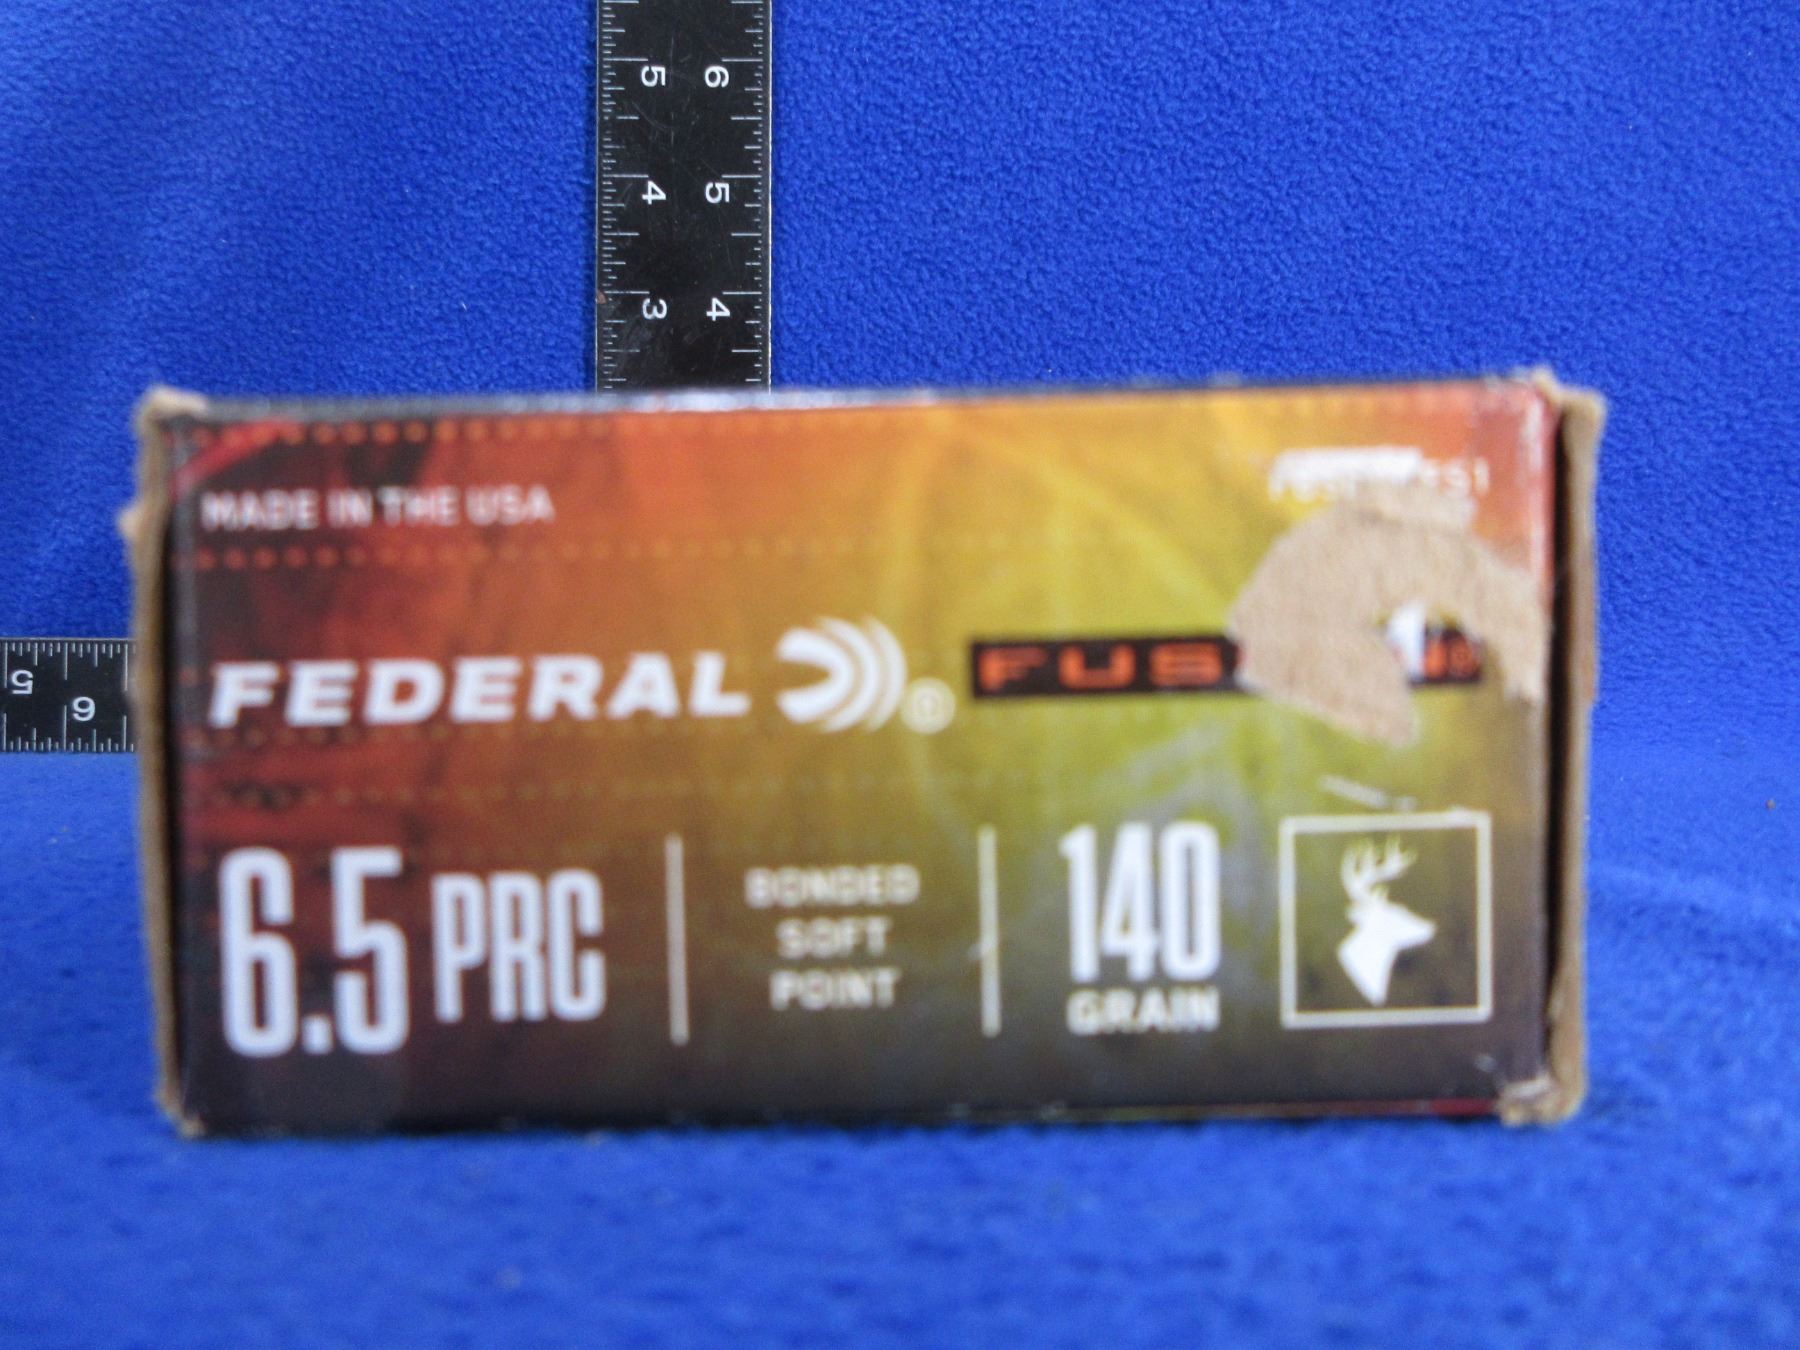 5 6
4 5
3 4
MADE IN THE USA
5
6
FEDERAL
6.5 PRC
BONDED
SOFT
POINT
140
GRAIN